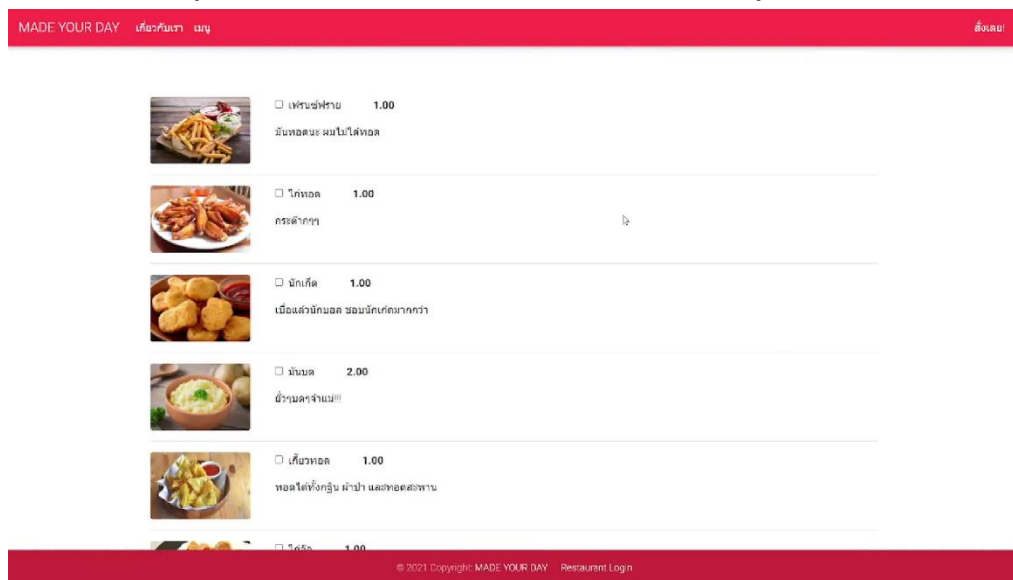 MADE YOUR DAY เกี่ยวกับเรา เมนู สั่งเลย!
เฟรนช์ฟราย 1.00
มันทอดนะ ผมไม่ได้ทอด
ไก่ทอด 1.00
กระต๊ากๆๆ
นักเก็ต 1.00
เบื่อแล้วนักบอล ชอบนักเก็ตมากกว่า
มันบด 2.00
ยั่วๆบดๆจ้าแม่!!!
เกี๊ยวทอด 1.00
ทอดได้ทั้งกฐิน ผ้าป่า และทอดสะพาน
1.00
© 2021 Copyright: MADE YOUR DAY Restaurant Login